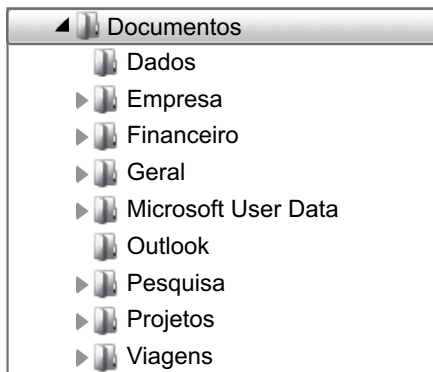 Documentos
Dados
Empresa
Financeiro
Geral
Microsoft User Data
Outlook
Pesquisa
Projetos
Viagens